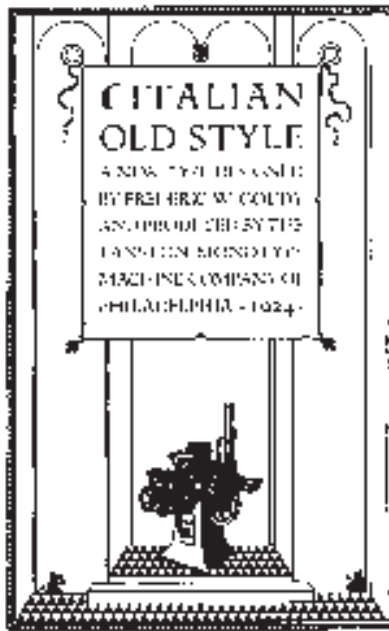 ITALIAN
OLD STYLE
A NEW TYPE DESIGNED
BY FREDERIC W. GOUDY
AND PRODUCED BY THE
LANSTON MONOTYPE
MACHINE COMPANY OF
PHILADELPHIA · 1924 ·